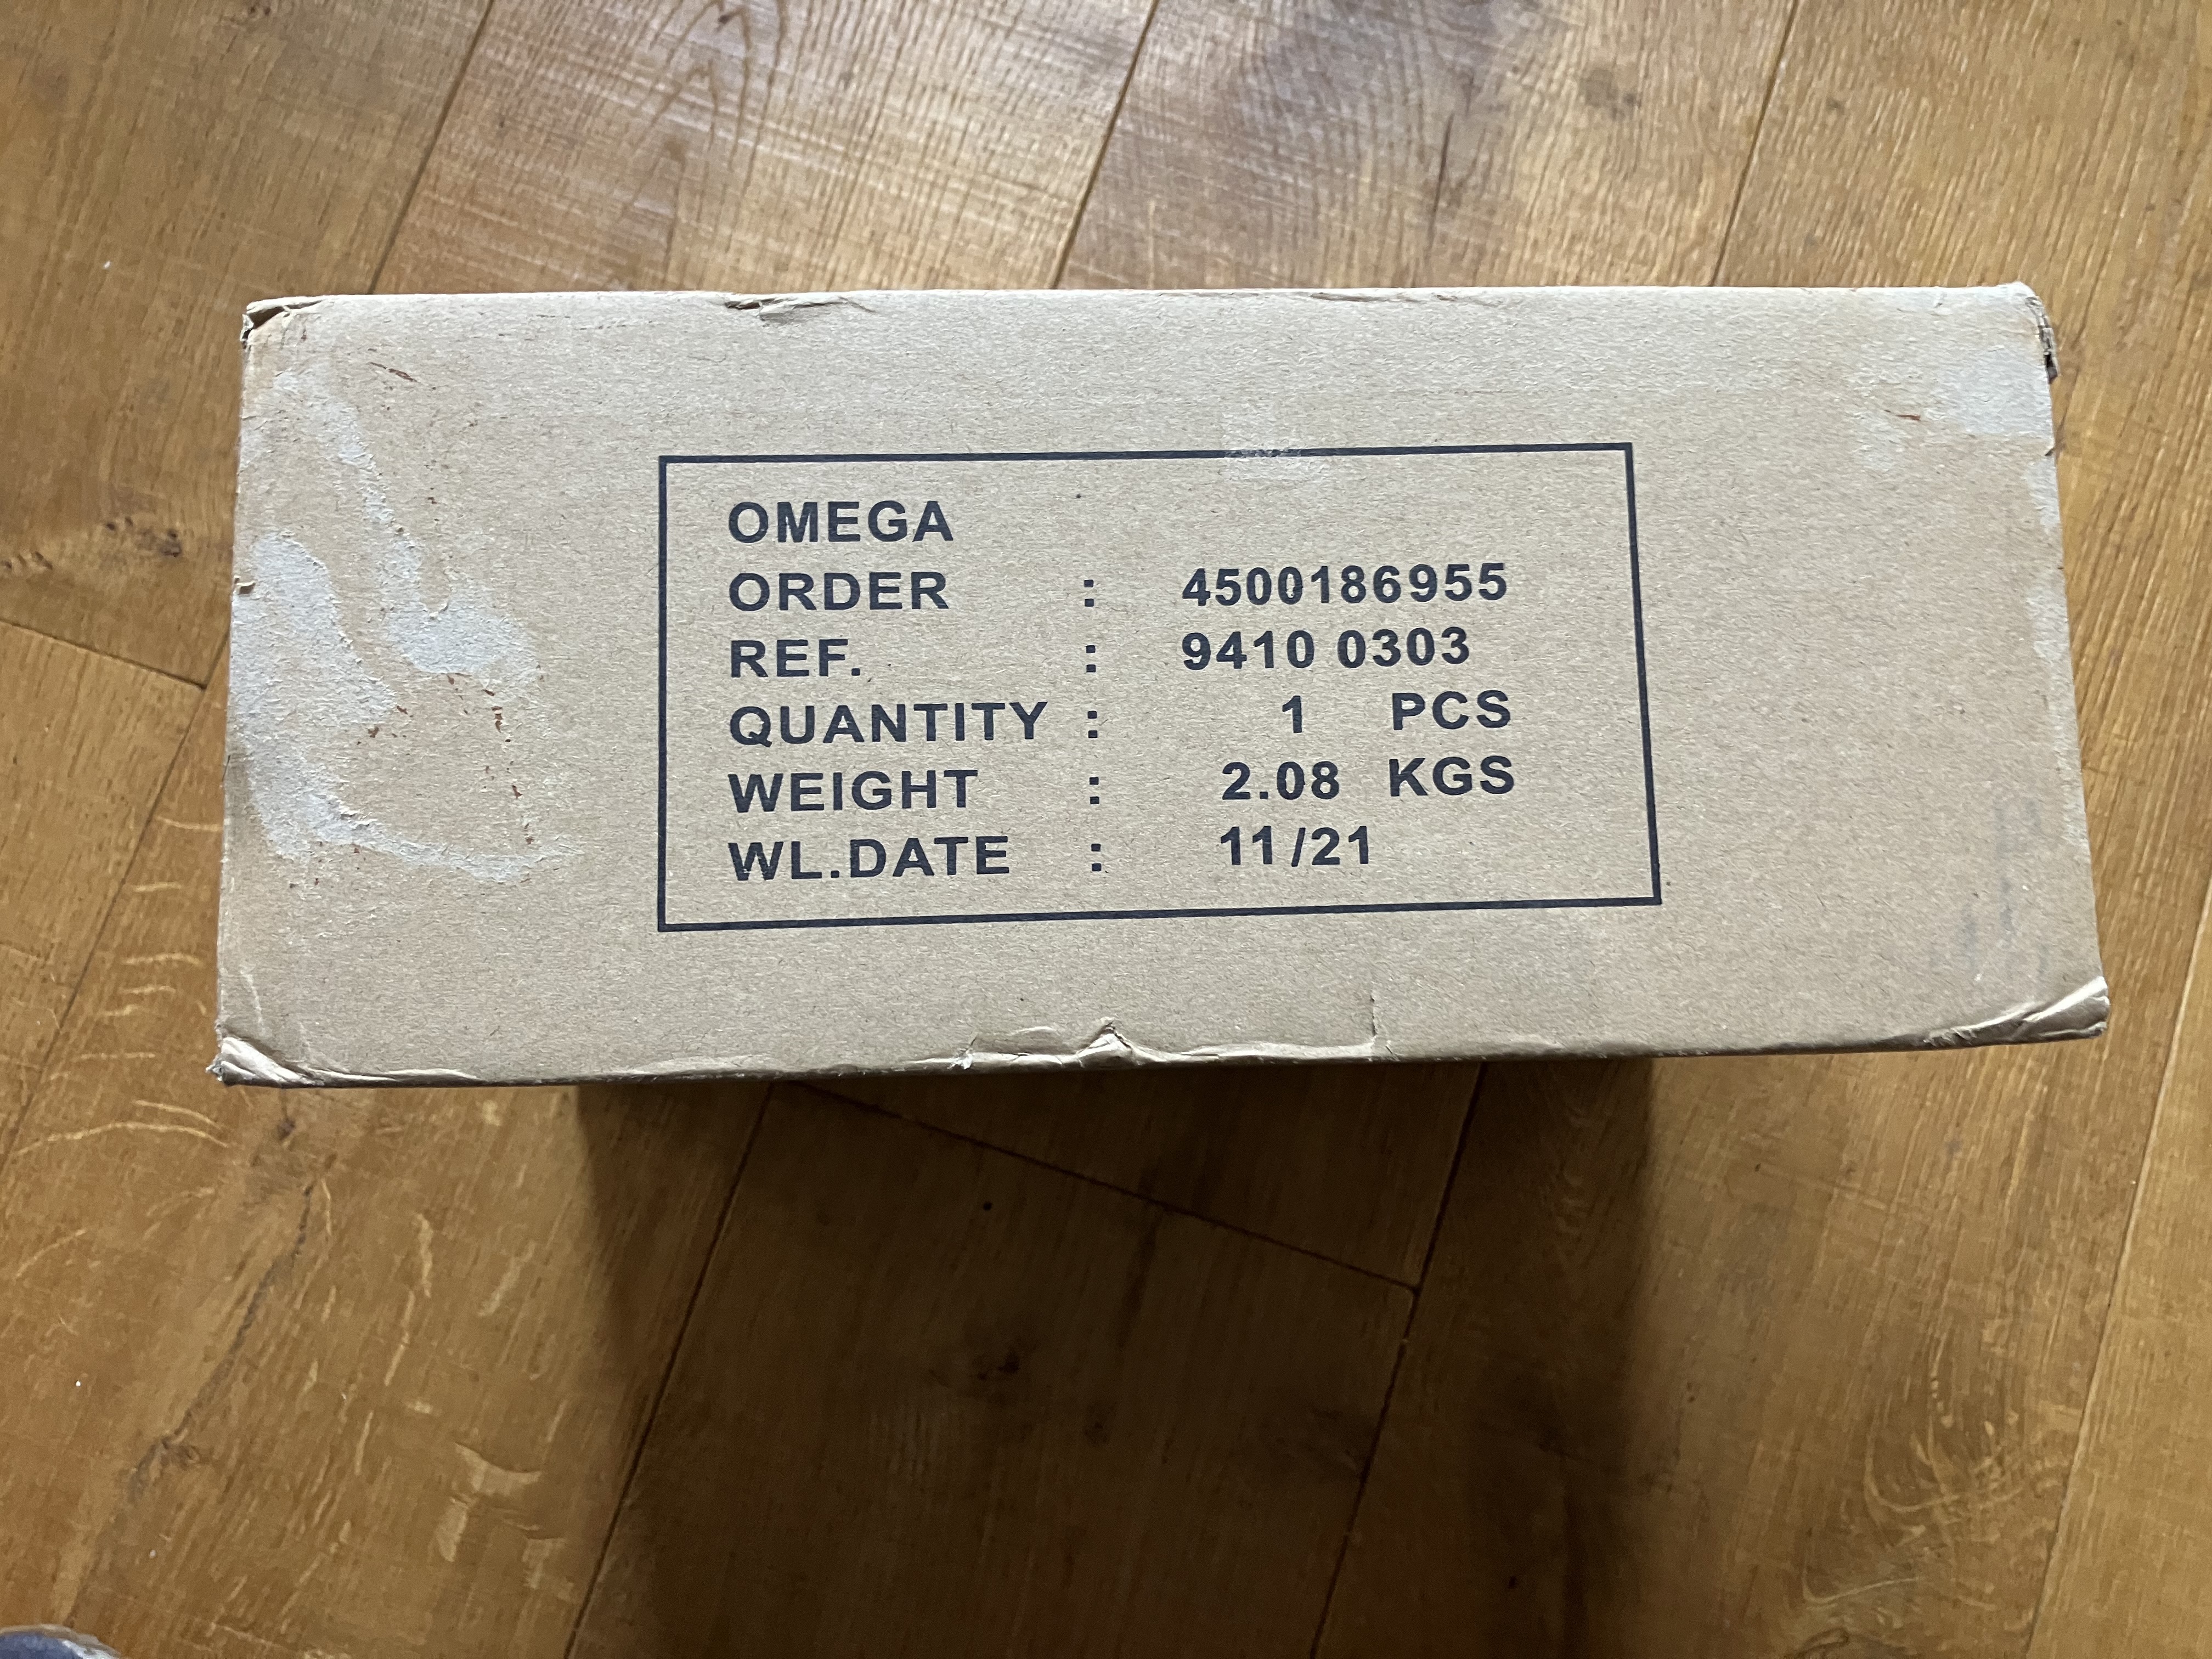 OMEGA
ORDER : 4500186955
REF. : 9410 0303
QUANTITY : 1 PCS
WEIGHT : 2.08 KGS
WL.DATE : 11/21